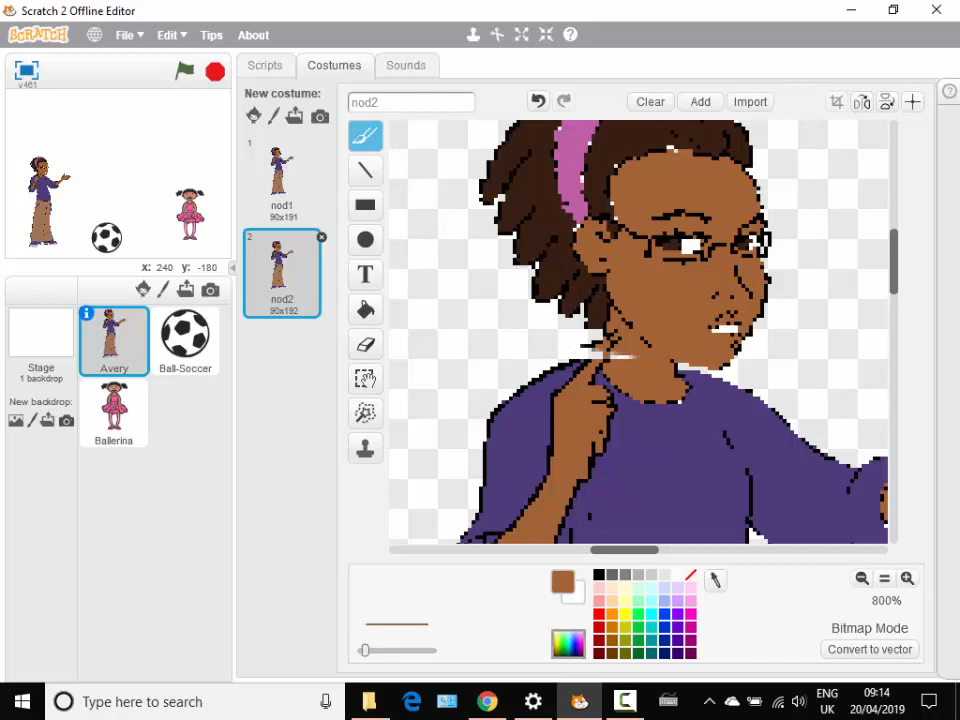 Scratch 2 Offline Editor
SCRATCH
File
Edit
Tips
About
v461
Scripts
Costumes
Sounds
New costume:
nod2
Clear
Add
Import
1
nod1
90x191
2
nod2
90x192
T
x: 240 y: -180
Stage
1 backdrop
New backdrop:
Avery
Ball-Soccer
Ballerina
800%
Bitmap Mode
Convert to vector
Type here to search
ENG
UK
09:14
20/04/2019